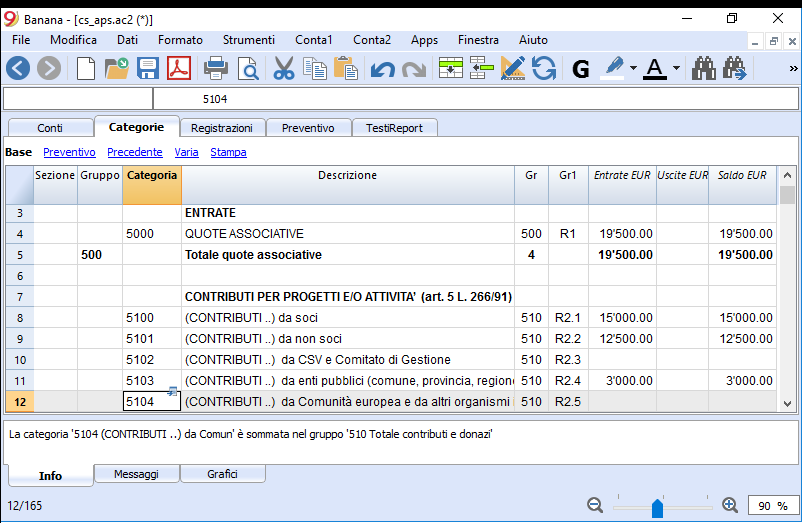 Banana - [cs_aps.ac2 (*)]
File Modifica Dati Formato Strumenti Conta1 Conta2 Apps Finestra Aiuto
G A »
5104
Conti Categorie Registrazioni Preventivo TestiReport
Base Preventivo Precedente Varia Stampa
Sezione Gruppo Categoria Descrizione Gr Gr1 Entrate EUR Uscite EUR Saldo EUR
3 ENTRATE
4 5000 QUOTE ASSOCIATIVE 500 R1 19'500.00 19'500.00
5 500 Totale quote associative 4 19'500.00 19'500.00
6
7 CONTRIBUTI PER PROGETTI E/O ATTIVITA' (art. 5 L. 266/91)
8 5100 (CONTRIBUTI ..) da soci 510 R2.1 15'000.00 15'000.00
9 5101 (CONTRIBUTI ..) da non soci 510 R2.2 12'500.00 12'500.00
10 5102 (CONTRIBUTI ..) da CSV e Comitato di Gestione 510 R2.3
11 5103 (CONTRIBUTI ..) da enti pubblici (comune, provincia, regione 510 R2.4 3'000.00 3'000.00
12 5104 (CONTRIBUTI ..) da Comunità europea e da altri organismi 510 R2.5
La categoria '5104 (CONTRIBUTI ..) da Comun' è sommata nel gruppo '510 Totale contributi e donazi'
Info Messaggi Grafici
12/165 90 %